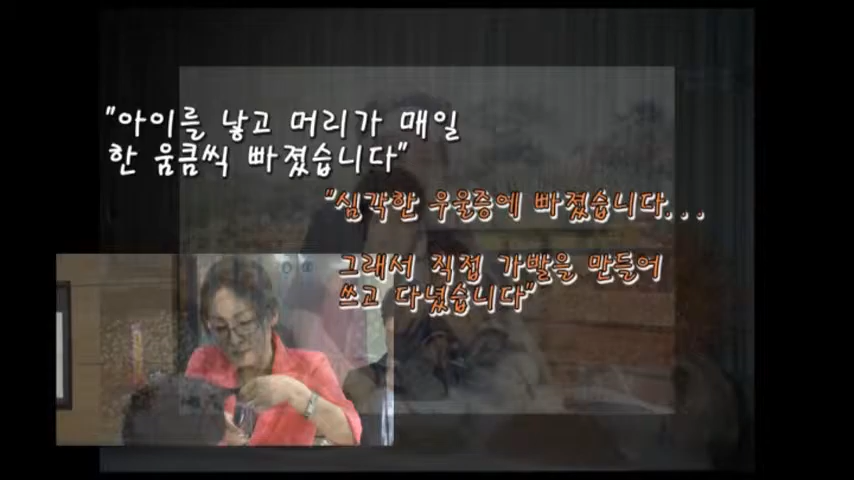 "아이를 낳고 머리가 매일
한 움큼씩 빠졌습니다"
"심각한 우울증에 빠졌습니다...
그래서 직접 가발을 만들어
쓰고 다녔습니다"